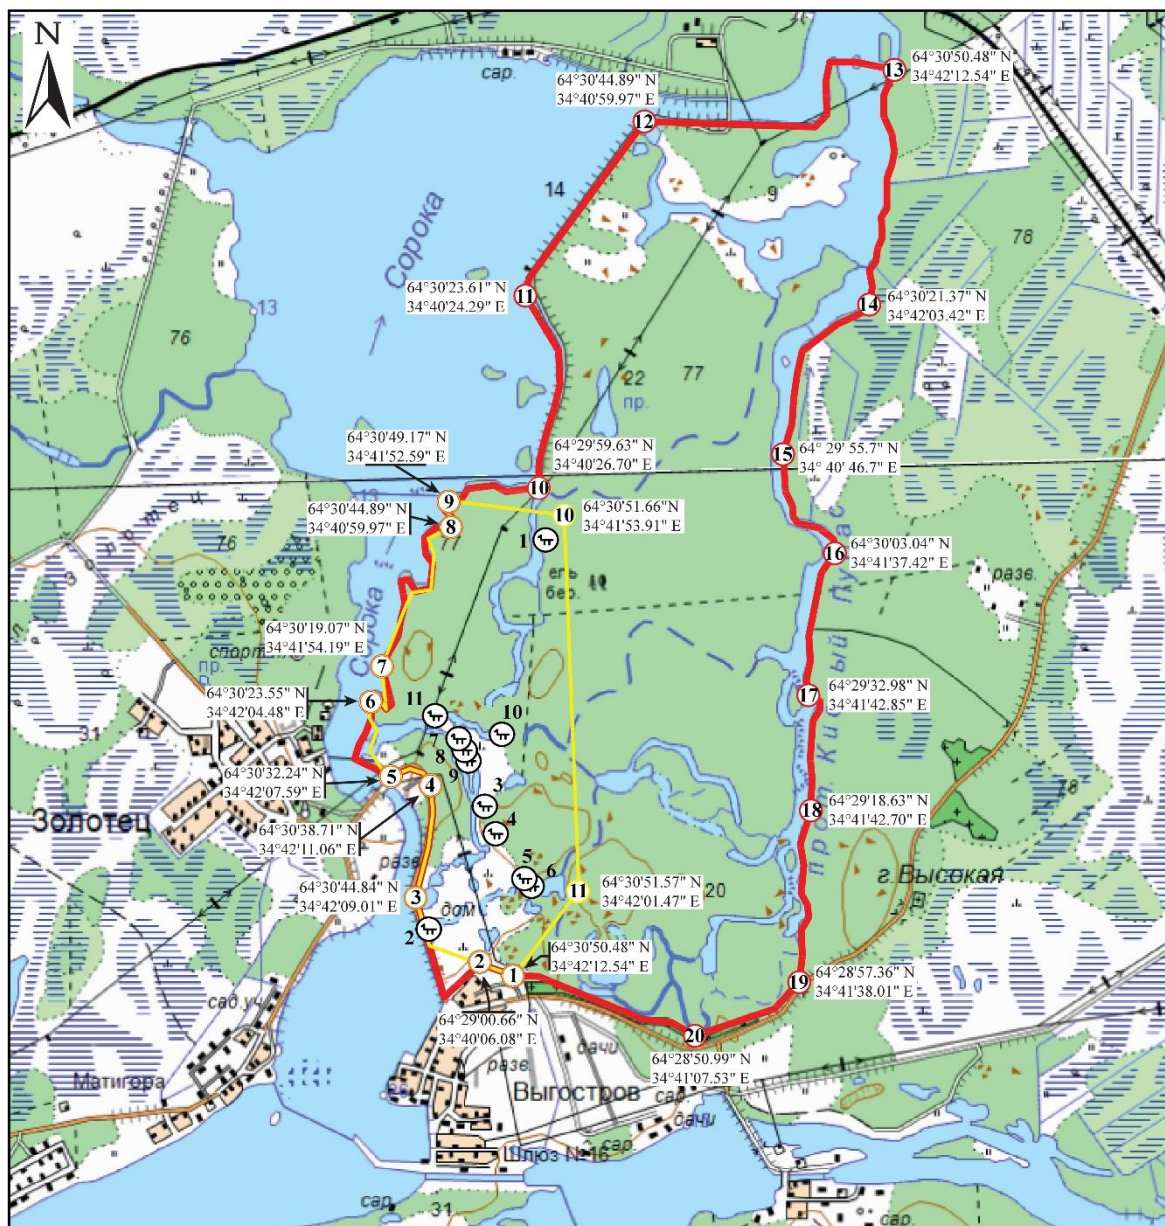 N
сар.
64°30'44.89" N
34°40'59.97" E
12
13
64°30'50.48" N
34°42'12.54" E
14
9
Сорока
78
13
76
64°30'23.61" N
34°40'24.29" E
11
14
64°30'21.37" N
34°42'03.42" E
22
пр.
77
64°30'49.17" N
34°41'52.59" E
64°29'59.63" N
34°40'26.70" E
15
64° 29' 55.7" N
34° 40' 46.7" E
10
13
9
64°30'44.89" N
34°40'59.97" E
8
10
64°30'51.66" N
34°41'53.91" E
1
76
Золотец
16
64°30'03.04" N
34°41'37.42" E
ель
бер.
разв.
64°30'19.07" N
34°41'54.19" E
Сорока
спорт
пр.
7
64°30'23.55" N
34°42'04.48" E
6
11
10
17
64°29'32.98" N
34°41'42.85" E
31
7
8
9
64°30'32.24" N
34°42'07.59" E
5
4
3
18
64°29'18.63" N
34°41'42.70" E
78
Золотец
64°30'38.71" N
34°42'11.06" E
4
разв.
5
6
64°30'44.84" N
34°42'09.01" E
3
дом
11
64°30'51.57" N
34°42'01.47" E
20
г.Высокая
прот. Кислый Пудас
2
2
1
64°30'50.48" N
34°42'12.54" E
19
64°28'57.36" N
34°41'38.01" E
сад.уч.
64°29'00.66" N
34°40'06.08" E
20
64°28'50.99" N
34°41'07.53" E
дачи
разв.
Матигора
Выгостров
сар.
дачи
Шлюз №16
сар.
сар.
31
сар.